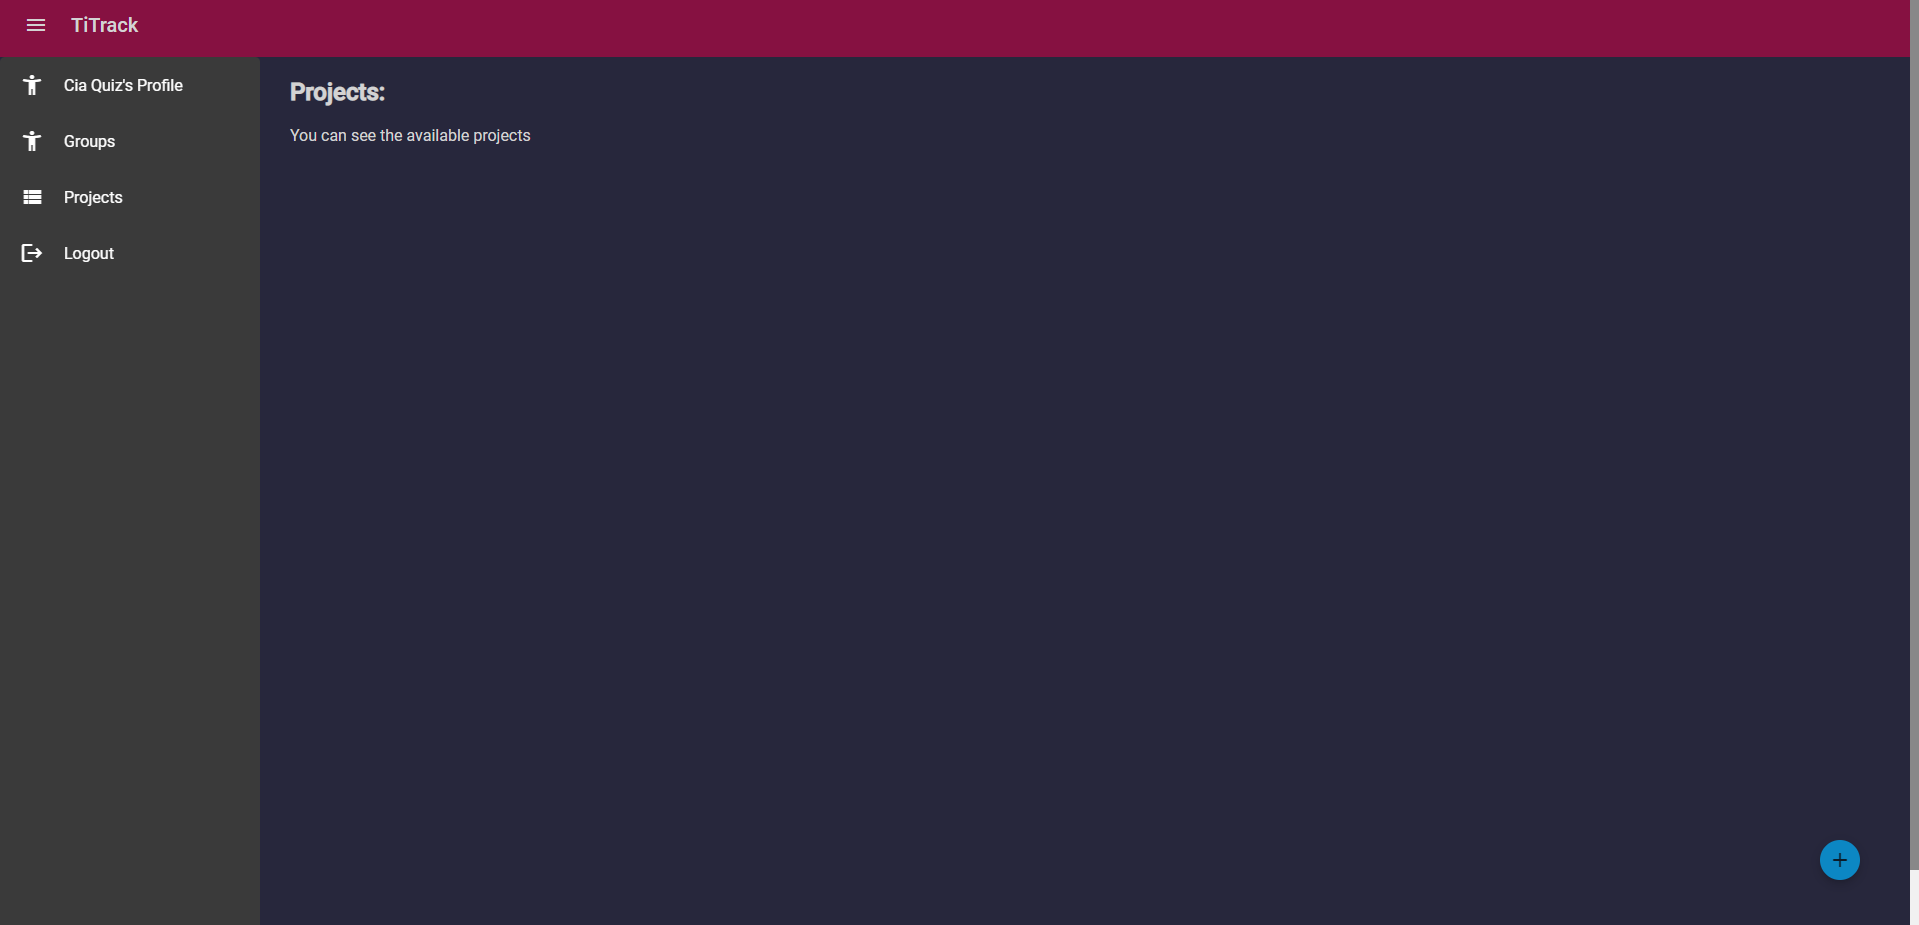 TiTrack
Cia Quiz's Profile
Groups
Projects
Logout
Projects:
You can see the available projects